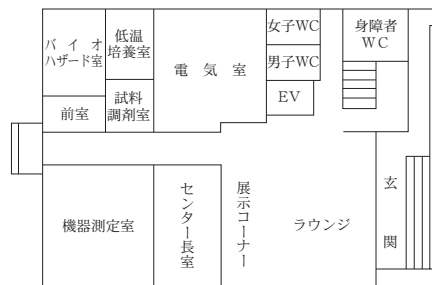 バイオ
ハザード室
低温
培養室
電気室
女子WC
男子WC
EV
身障者
WC
前室
試料
調剤室
機器測定室
センター長室
展示コーナー
ラウンジ
玄関